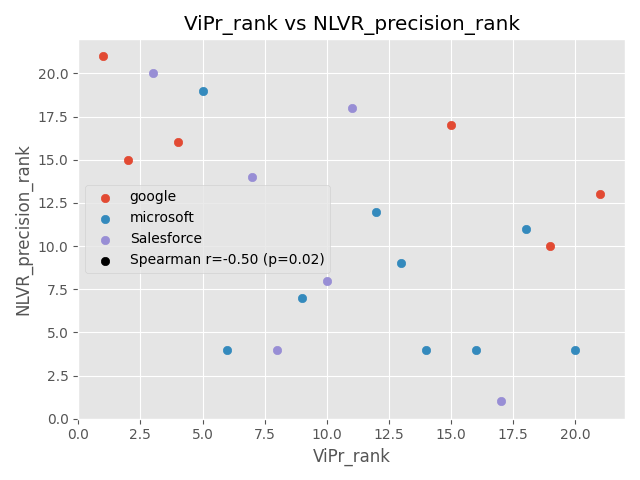 ViPr_rank vs NLVR_precision_rank
20.0
17.5
15.0
12.5
10.0
7.5
5.0
2.5
0.0
NLVR_precision_rank
google
microsoft
Salesforce
Spearman r=-0.50 (p=0.02)
0.0 2.5 5.0 7.5 10.0 12.5 15.0 17.5 20.0
ViPr_rank